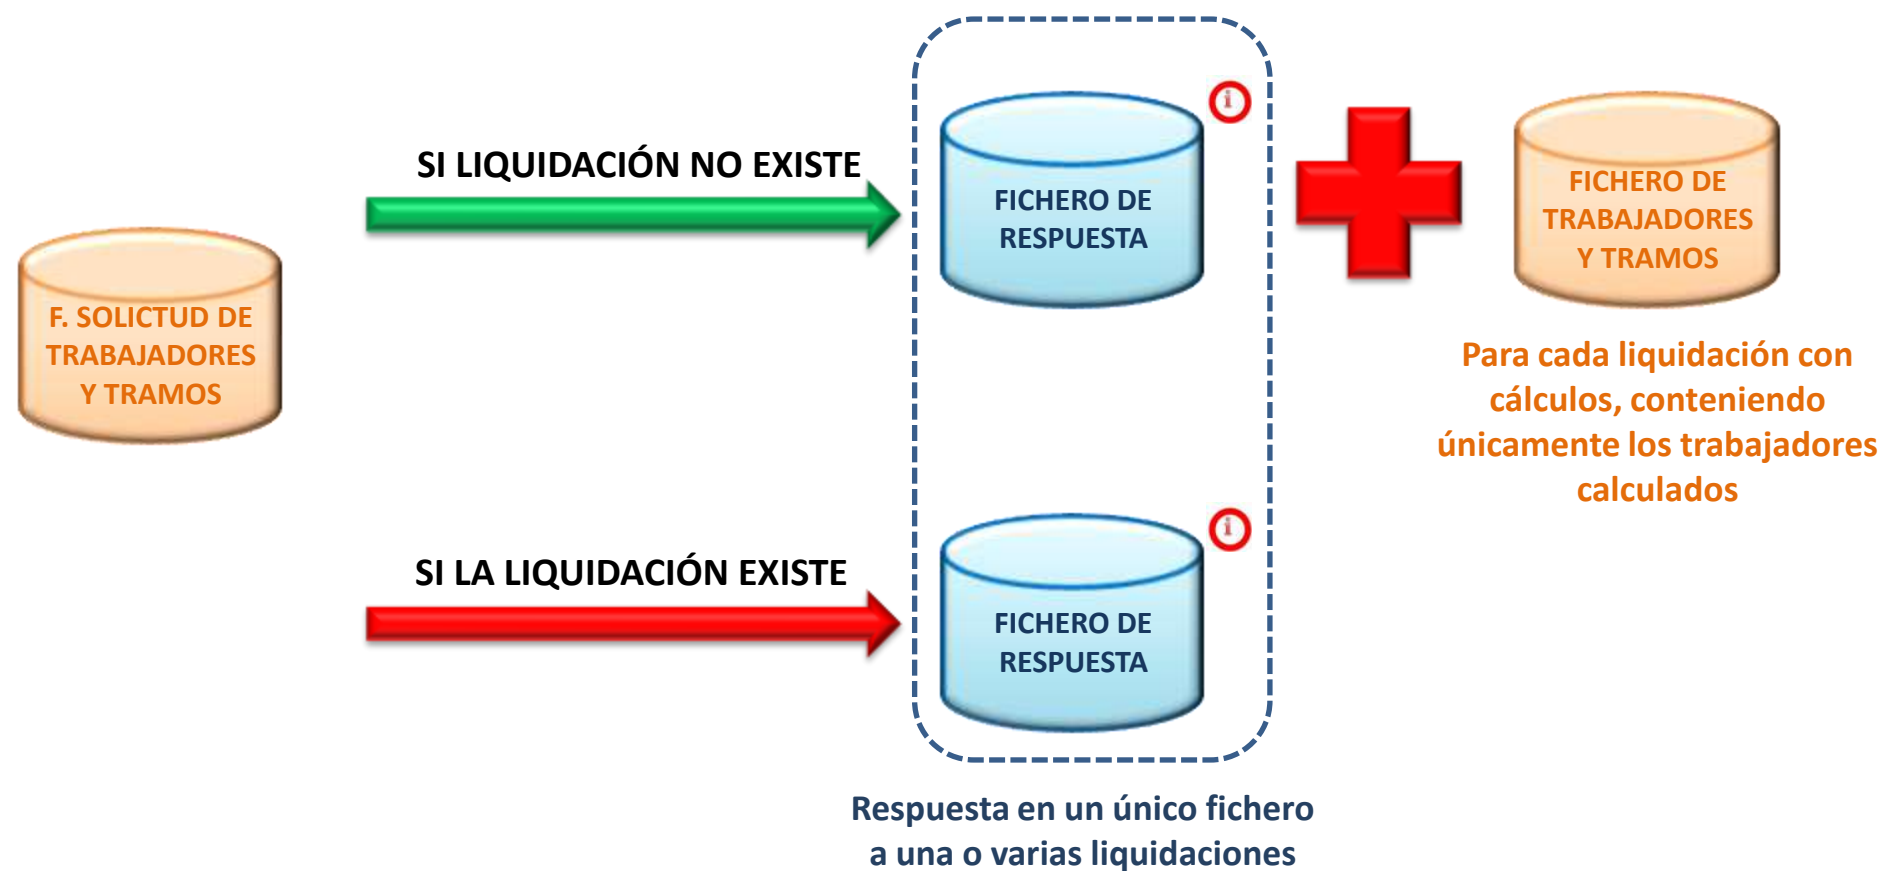 F. SOLICTUD DE
TRABAJADORES
Y TRAMOS
SI LIQUIDACIÓN NO EXISTE
FICHERO DE
RESPUESTA
i
FICHERO DE
TRABAJADORES
Y TRAMOS
Para cada liquidación con
cálculos, conteniendo
únicamente los trabajadores
calculados
SI LA LIQUIDACIÓN EXISTE
FICHERO DE
RESPUESTA
i
Respuesta en un único fichero
a una o varias liquidaciones